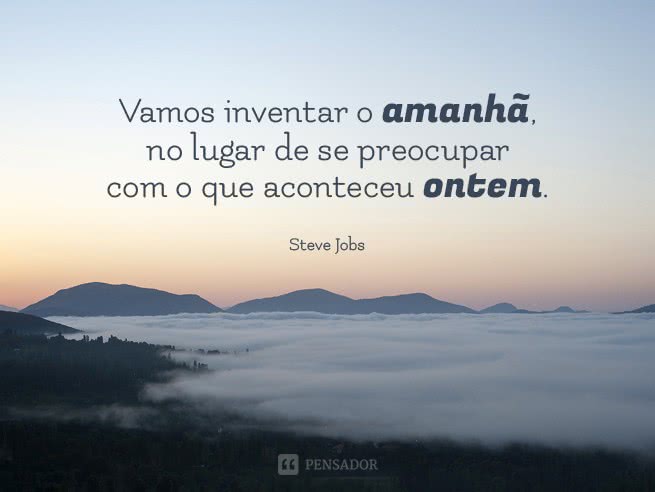 Vamos inventar o amanhã,
no lugar de se preocupar
com o que aconteceu ontem.
Steve Jobs
PENSADOR